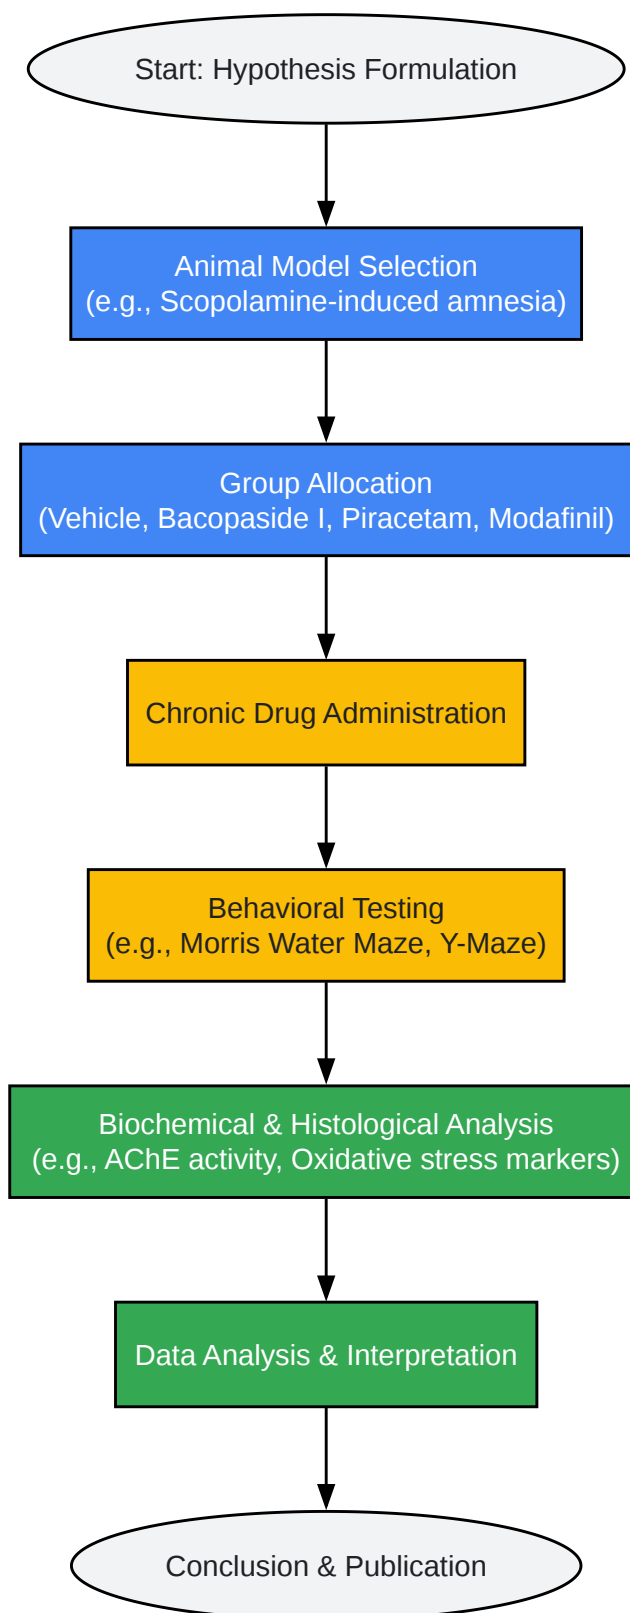 Start: Hypothesis Formulation
Animal Model Selection
(e.g., Scopolamine-induced amnesia)
Group Allocation
(Vehicle, Bacopaside I, Piracetam, Modafinil)
Chronic Drug Administration
Behavioral Testing
(e.g., Morris Water Maze, Y-Maze)
Biochemical & Histological Analysis
(e.g., AChE activity, Oxidative stress markers)
Data Analysis & Interpretation
Conclusion & Publication